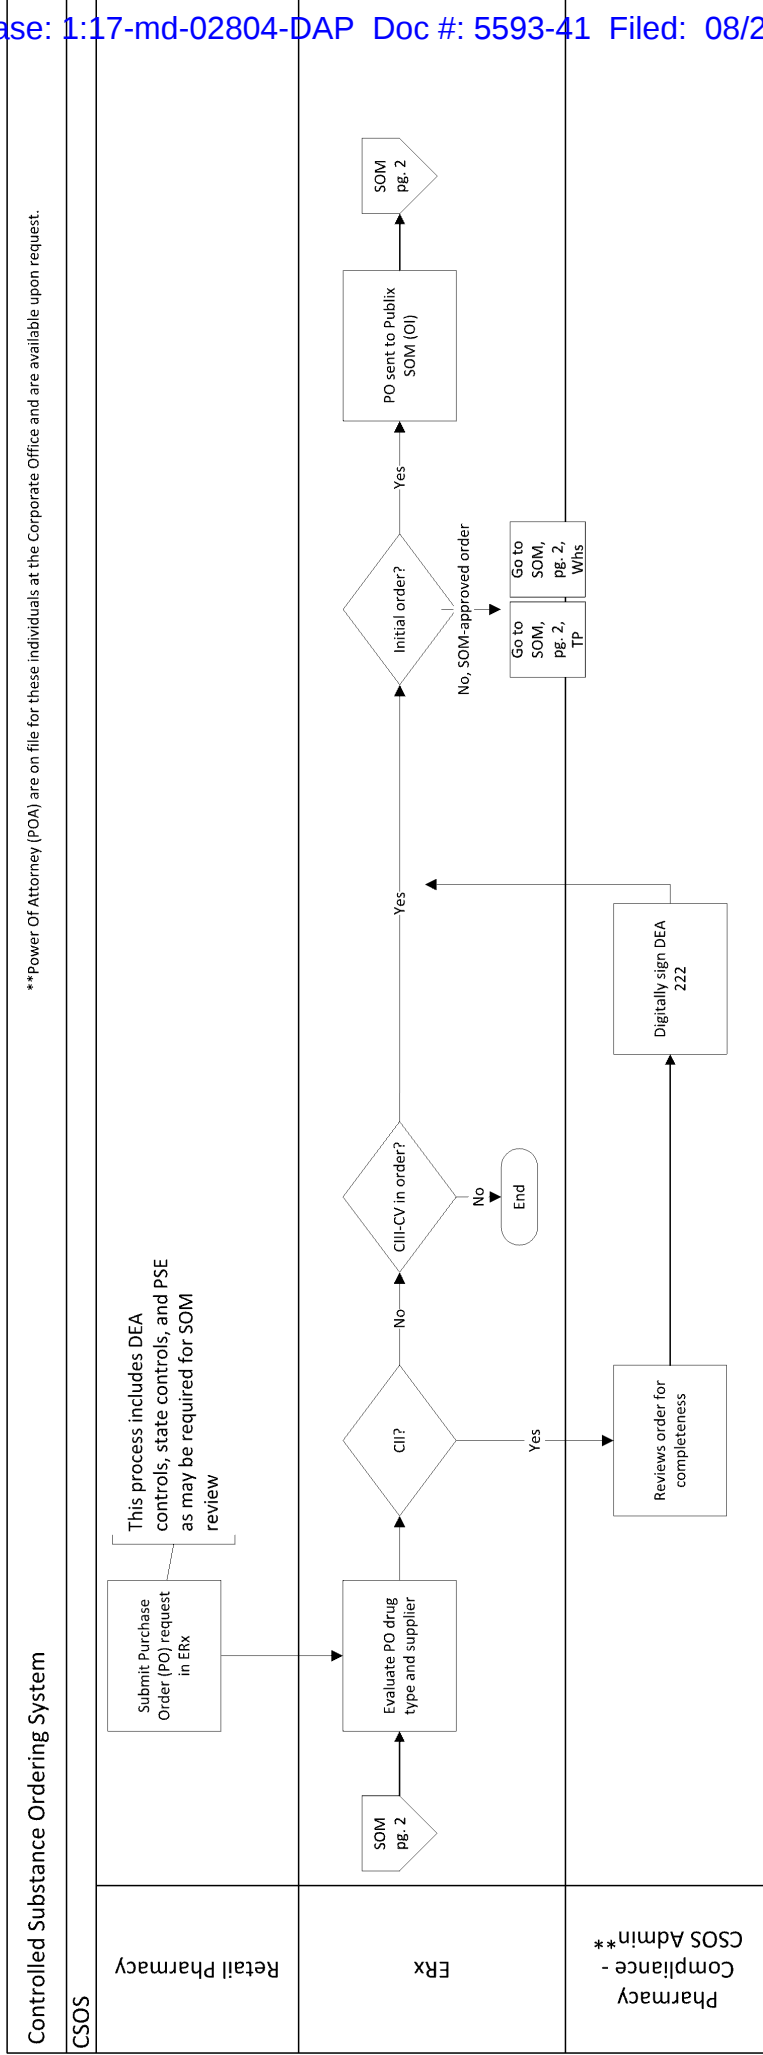 ase: 1:17-md-02804-DAP Doc #: 5593-41 Filed: 08/2
Controlled Substance Ordering System
**Power Of Attorney (POA) are on file for these individuals at the Corporate Office and are available upon request.
CSOS
Retail Pharmacy
Submit Purchase
Order (PO) request
in ERx
This process includes DEA
controls, state controls, and PSE
as may be required for SOM
review
ERx
SOM
pg. 2
Evaluate PO drug
type and supplier
CII?
No
CIII-CV in order?
No
End
Yes
Initial order?
No, SOM-approved order
Go to
SOM,
pg. 2,
TP
Go to
SOM,
pg. 2,
Whs
Yes
PO sent to Publix
SOM (OI)
SOM
pg. 2
Yes
Pharmacy
Compliance -
CSOS Admin**
Reviews order for
completeness
Digitally sign DEA
222